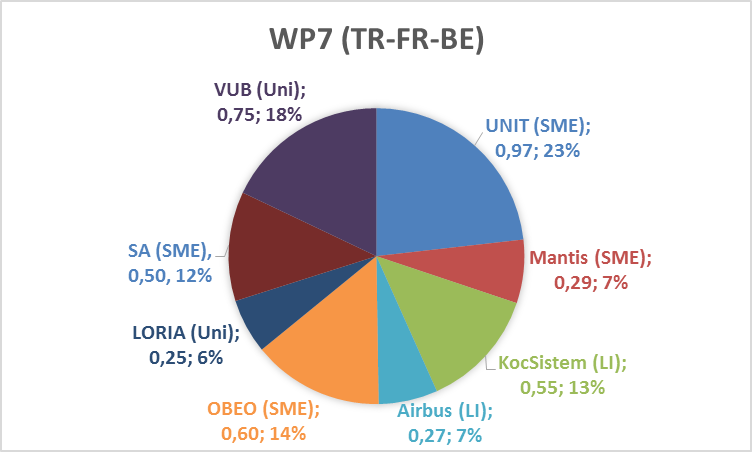 WP7 (TR-FR-BE)
VUB (Uni);
0,75; 18%
UNIT (SME);
0,97; 23%
SA (SME),
0,50, 12%
Mantis (SME);
0,29; 7%
LORIA (Uni);
0,25; 6%
KocSistem (LI);
0,55; 13%
OBEO (SME);
0,60; 14%
Airbus (LI);
0,27; 7%